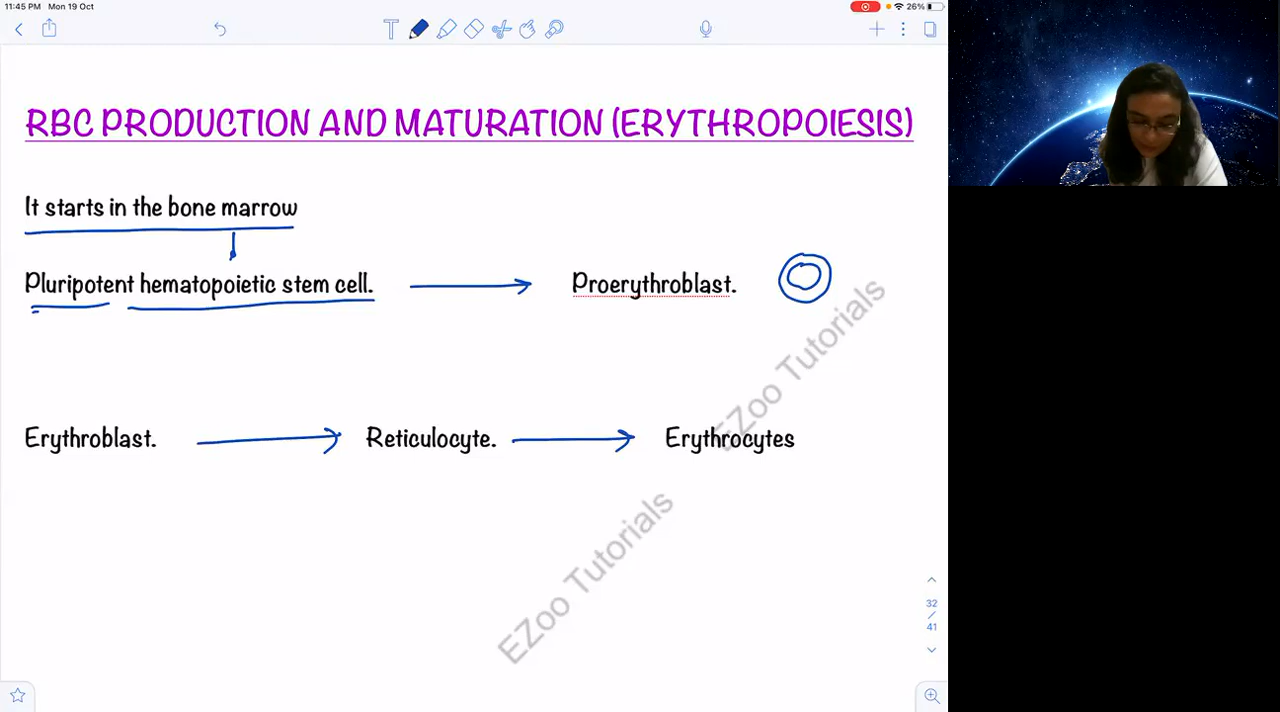 11:45 PM Mon 19 Oct
26%
RBC PRODUCTION AND MATURATION (ERYTHROPOIESIS)
It starts in the bone marrow
Pluripotent hematopoietic stem cell. Proerythroblast.
Erythroblast. Reticulocyte. Erythrocytes
EZoo Tutorials
EZoo Tutorials
32
/
41